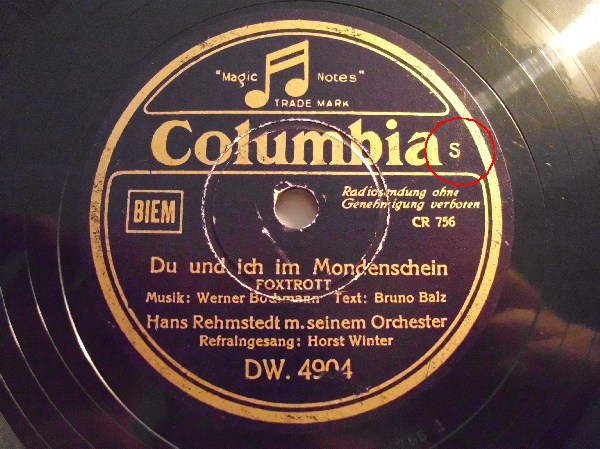 "Magic Notes"
TRADE MARK
Columbia S
Radiosendung ohne
Genehmigung verboten
BIEM
CR 756
Du und ich im Mondenschein
FOXTROTT
Musik: Werner Bochmann Text: Bruno Balz
Hans Rehmstedt m. seinem Orchester
Refraingesang: Horst Winter
DW. 4904